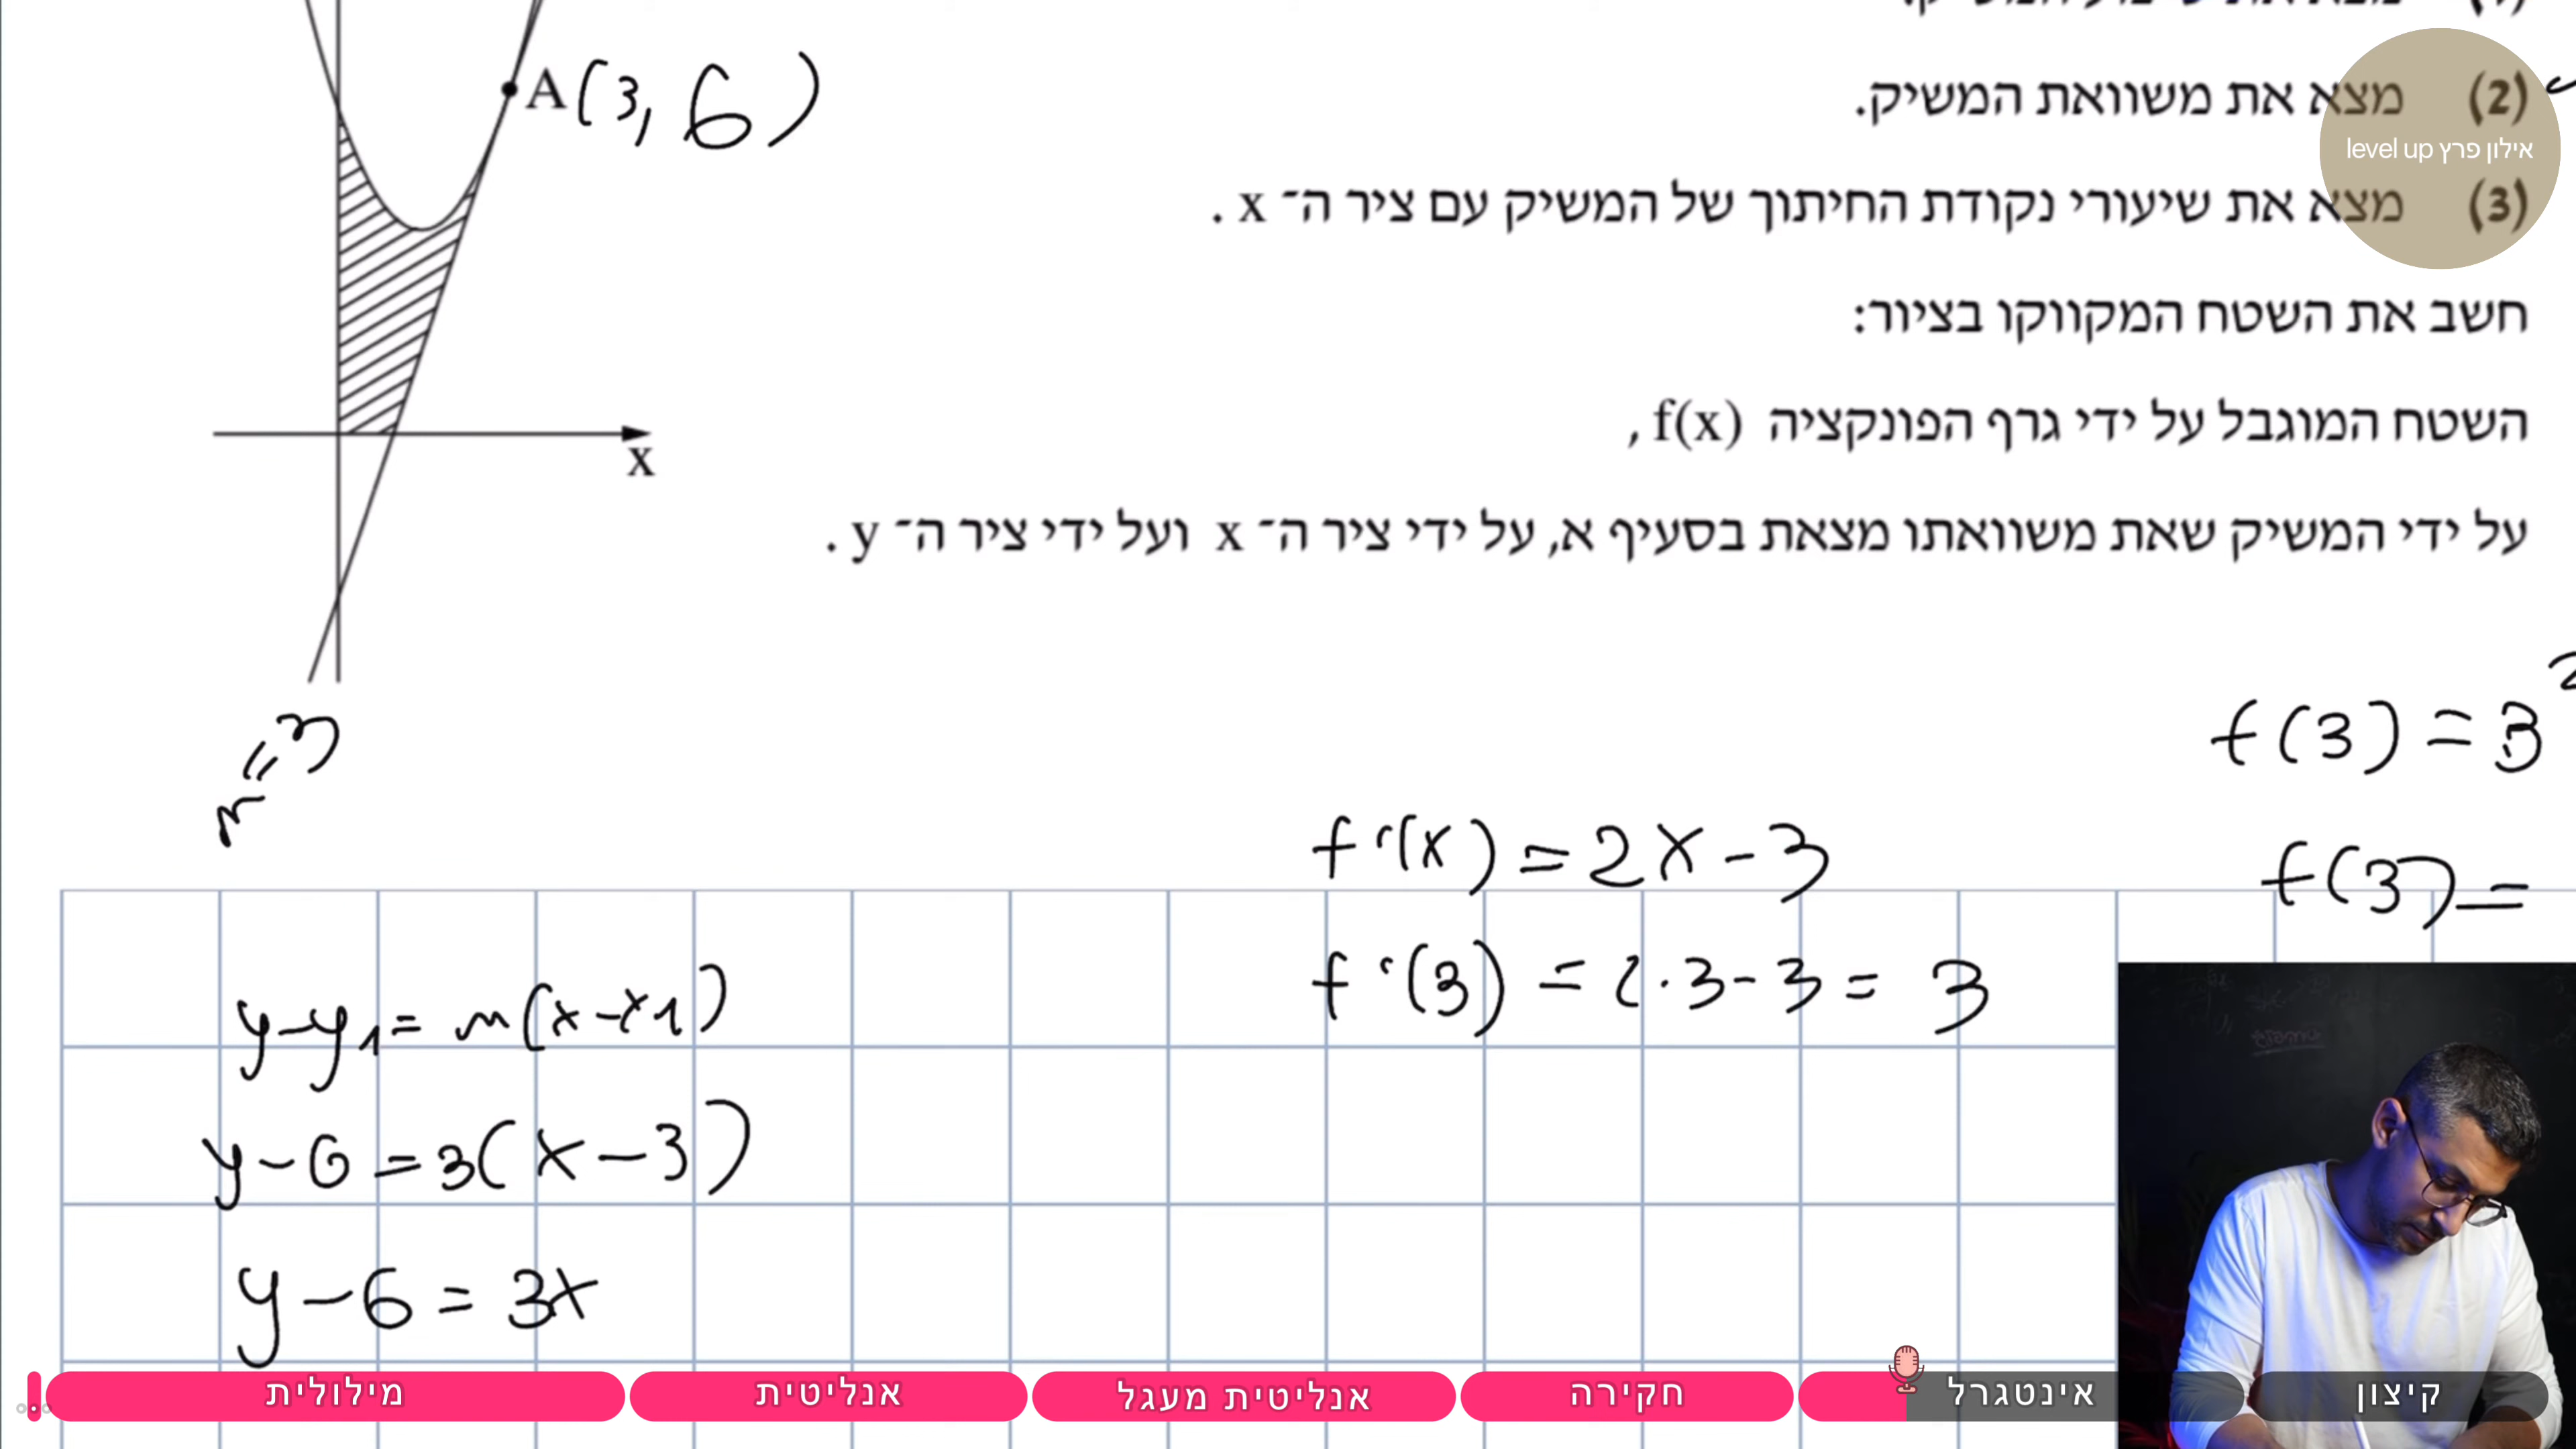 A(3, 6)
(2) מצא את משוואת המשיק.
level up אילון פרץ
(3) מצא את שיעורי נקודת החיתוך של המשיק עם ציר ה־ x .
חשב את השטח המקווקו בציור:
השטח המוגבל על ידי גרף הפונקציה f(x) ,
על ידי המשיק שאת משוואתו מצאת בסעיף א, על ידי ציר ה־ x ועל ידי ציר ה־ y .
x
m=3
f(3) = 3²
f'(x) = 2x-3
f(3) =
f'(3) = 2·3-3 = 3
y-y1= m(x-x1)
y-6=3(x-3)
y-6= 3x
מילולית
אנליטית
אנליטית מעגל
חקירה
אינטגרל
קיצון